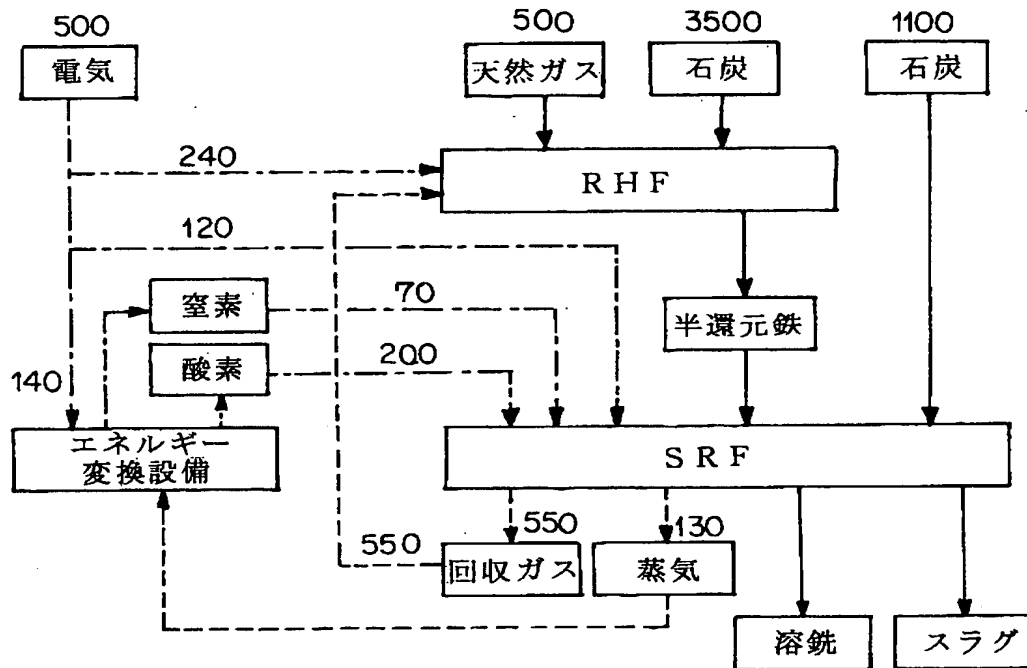 500
500
3500
1100
電気
天然ガス
石炭
石炭
240
RHF
120
窒素
70
半還元鉄
酸素
200
140
エネルギー
変換設備
SRF
550
550
130
回収ガス
蒸気
溶銑
スラグ